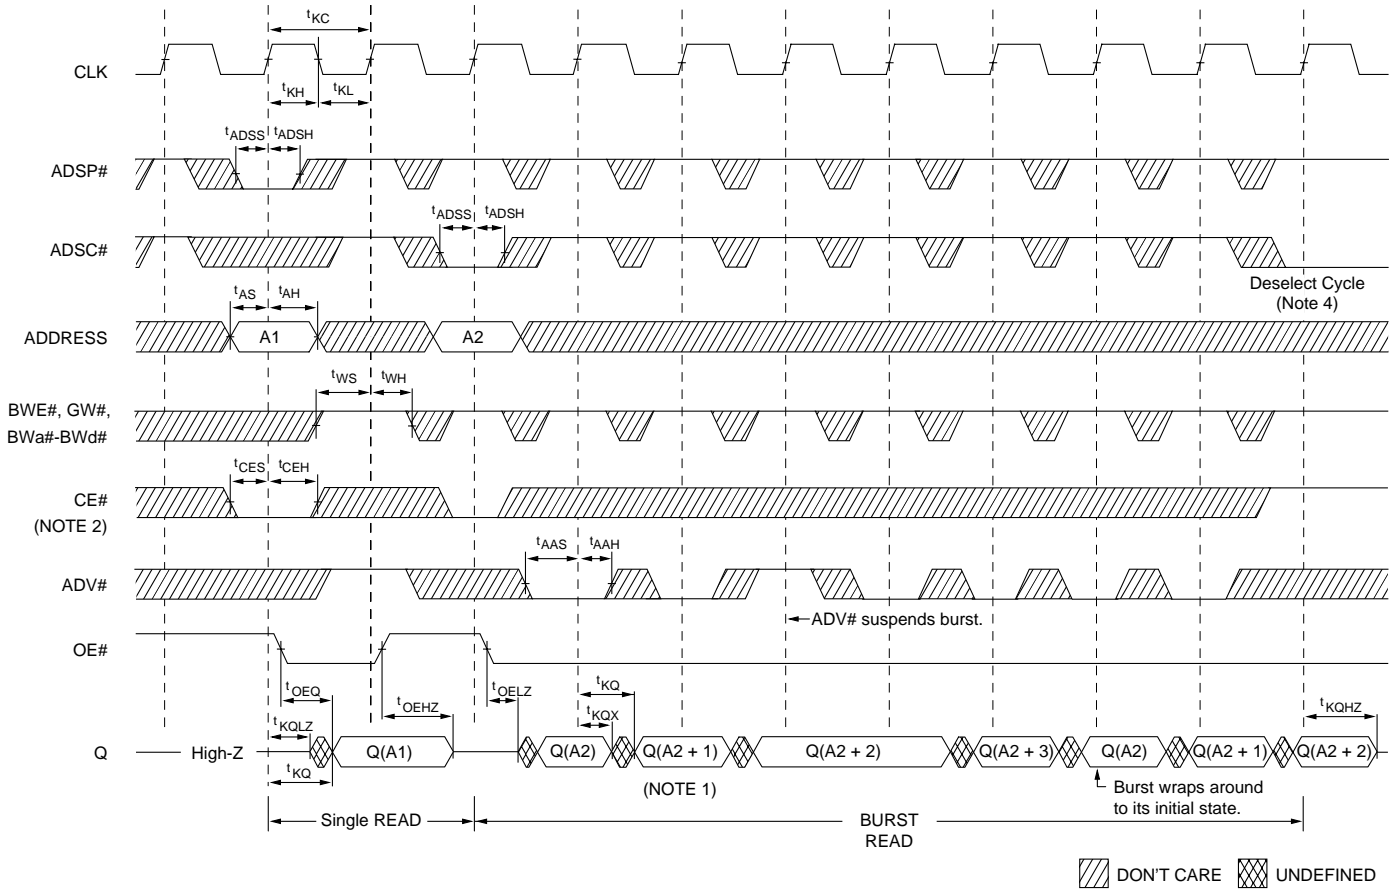 tKC
CLK
tKH
tKL
tADSS
tADSH
ADSP#
tADSS
tADSH
ADSC#
Deselect Cycle
(Note 4)
tAS
tAH
ADDRESS
A1
A2
tWS
tWH
BWE#, GW#,
BWa#-BWd#
tCES
tCEH
CE#
(NOTE 2)
tAAS
tAAH
ADV#
ADV# suspends burst.
OE#
tOEQ
tOEHZ
tOELZ
tKQ
tKQLZ
tKQX
tKQHZ
Q
High-Z
Q(A1)
Q(A2)
Q(A2 + 1)
Q(A2 + 2)
Q(A2 + 3)
Q(A2)
Q(A2 + 1)
Q(A2 + 2)
tKQ
(NOTE 1)
Burst wraps around
to its initial state.
Single READ
BURST
READ
DON'T CARE
UNDEFINED